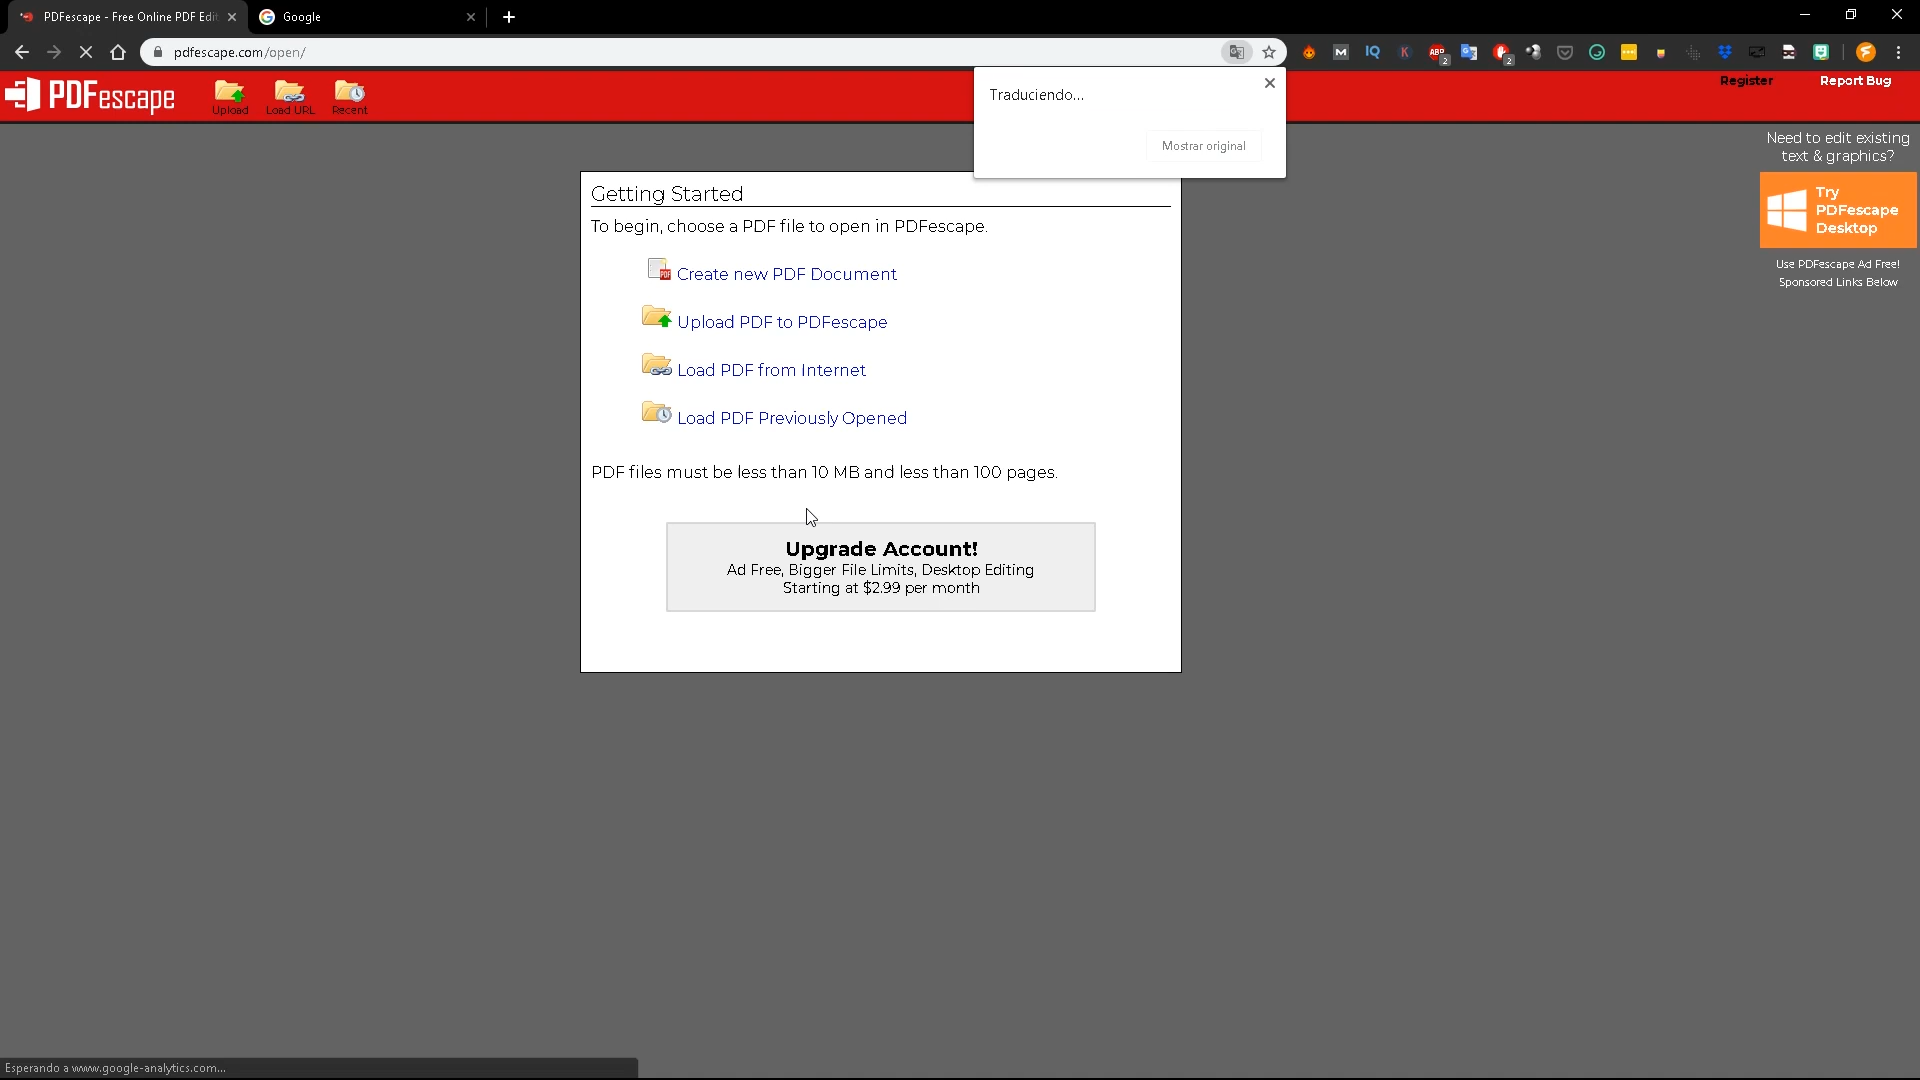 PDFescape - Free Online PDF Edit
Google
pdfescape.com/open/
PDFescape
Upload
Load URL
Recent
Traduciendo...
Mostrar original
Register
Report Bug
Need to edit existing
text & graphics?
Try
PDFescape
Desktop
Use PDFescape Ad Free!
Sponsored Links Below
Getting Started
To begin, choose a PDF file to open in PDFescape.
Create new PDF Document
Upload PDF to PDFescape
Load PDF from Internet
Load PDF Previously Opened
PDF files must be less than 10 MB and less than 100 pages.
Upgrade Account!
Ad Free, Bigger File Limits, Desktop Editing
Starting at $2.99 per month
Esperando a www.google-analytics.com...